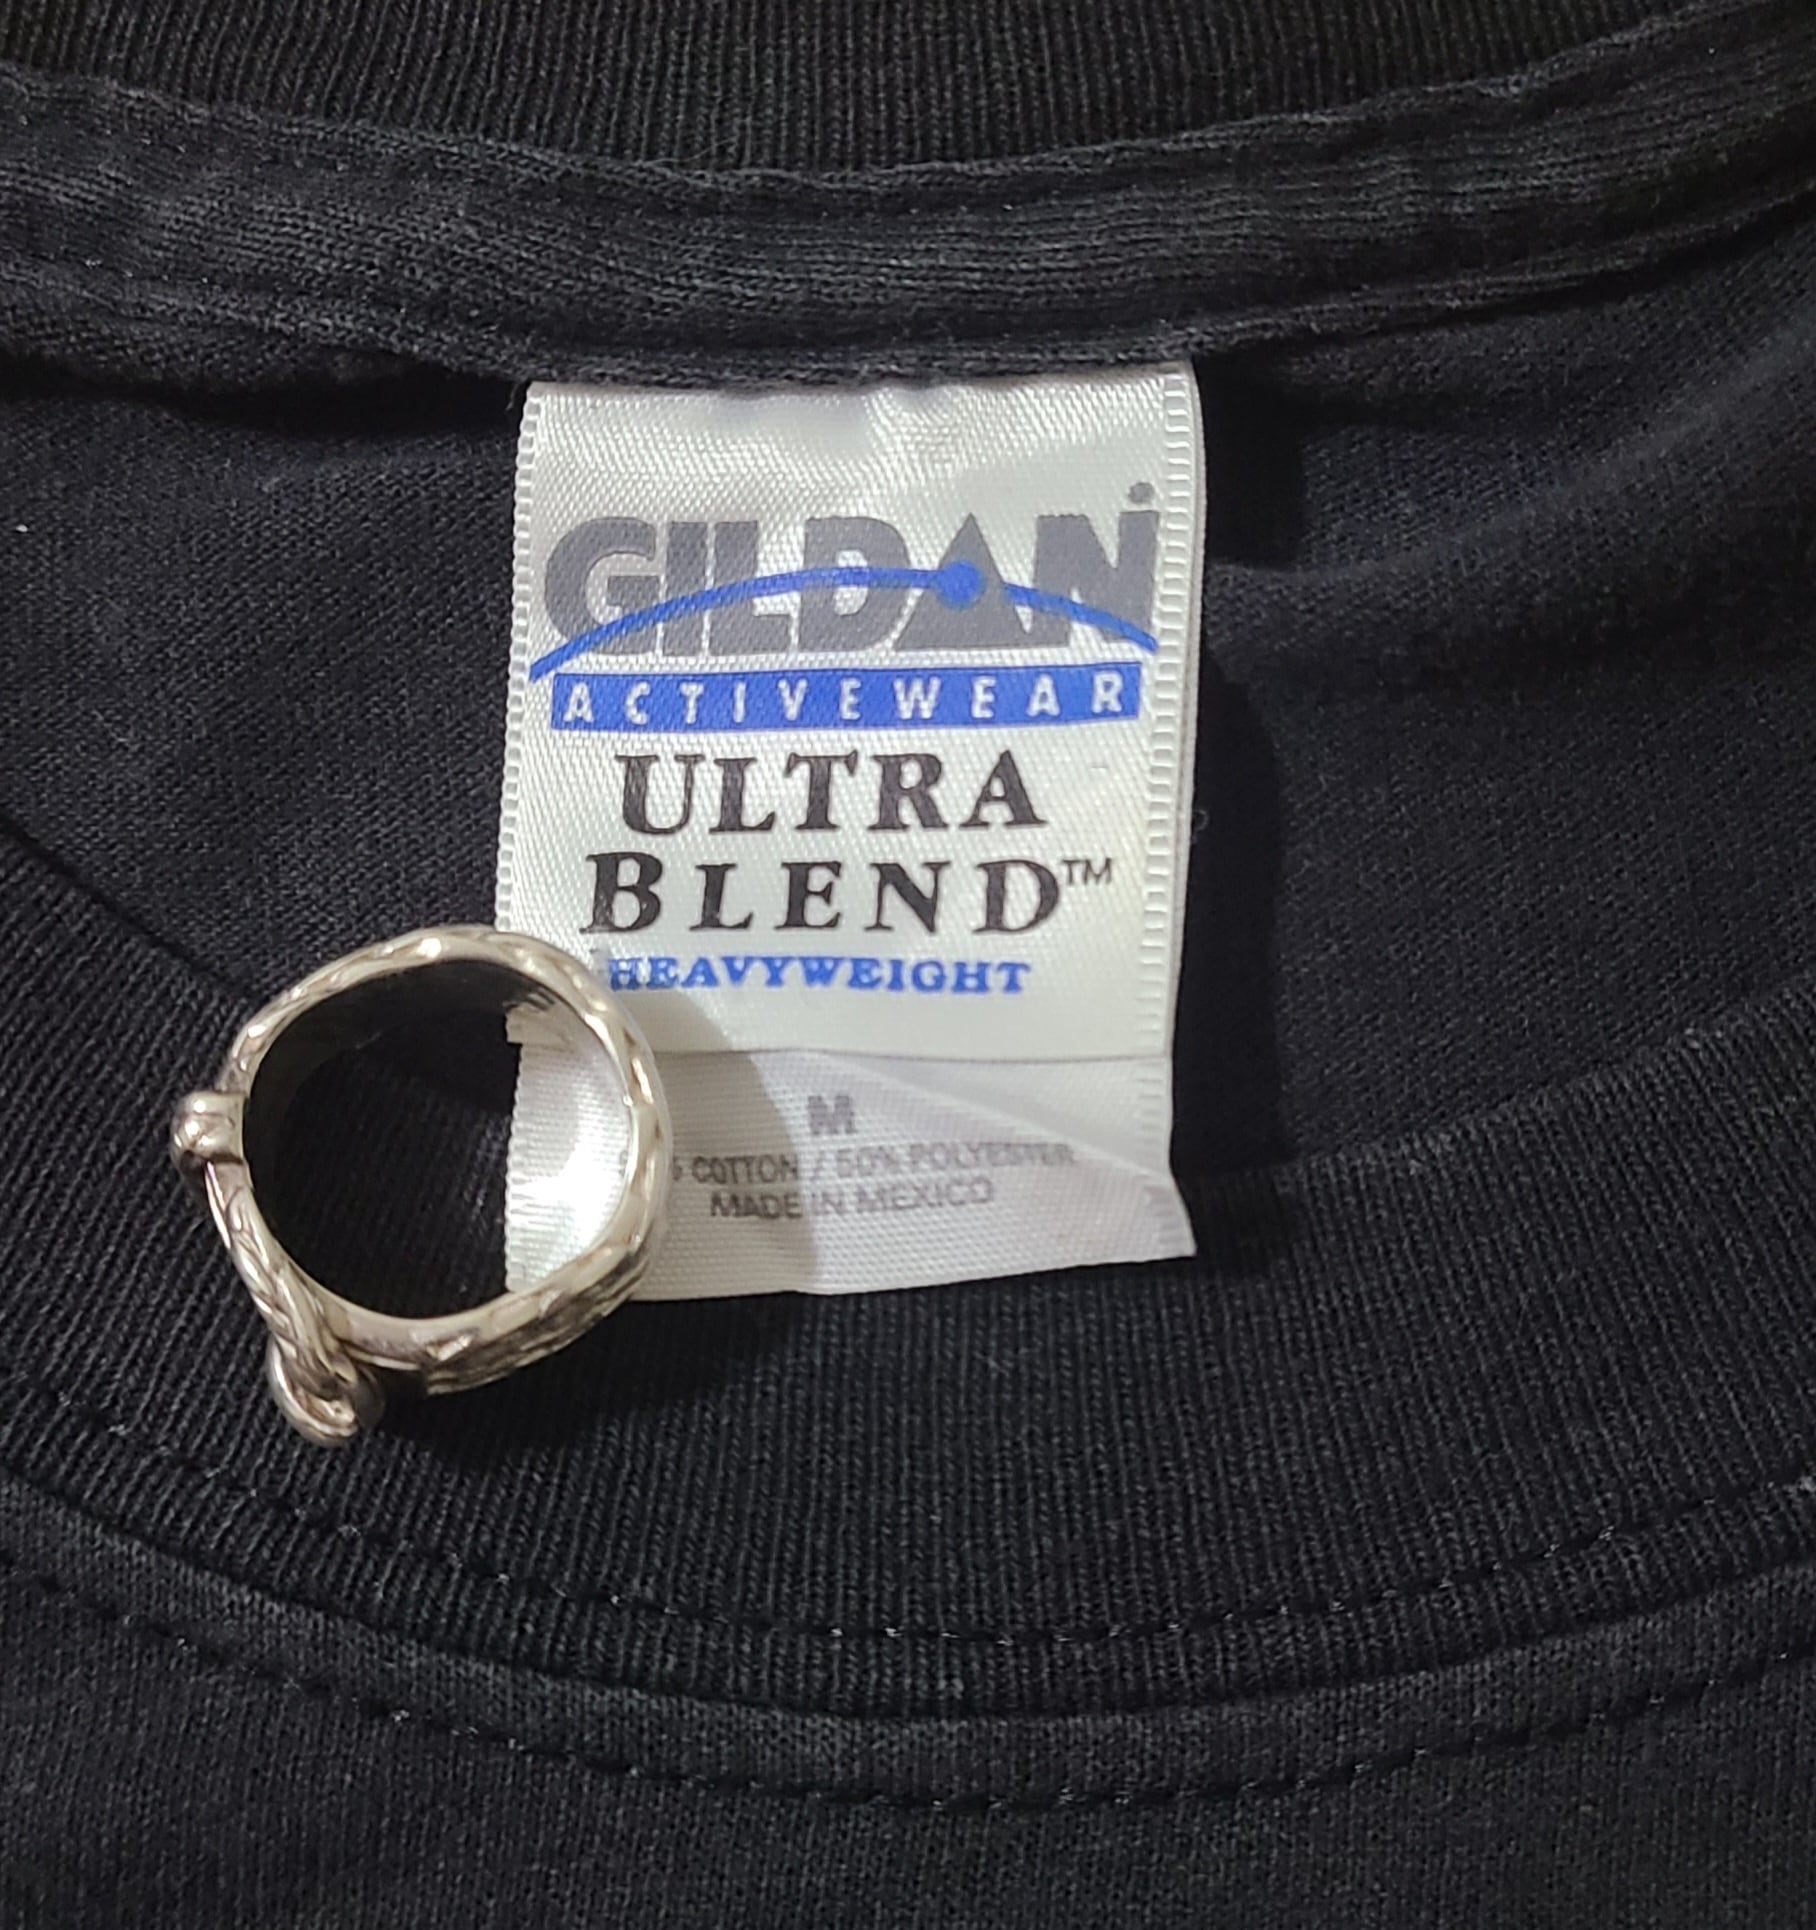 GILDAN
ACTIVEWEAR
ULTRA
BLEND™
HEAVYWEIGHT
M
COTTON / 50% POLYESTER
MADE IN MEXICO